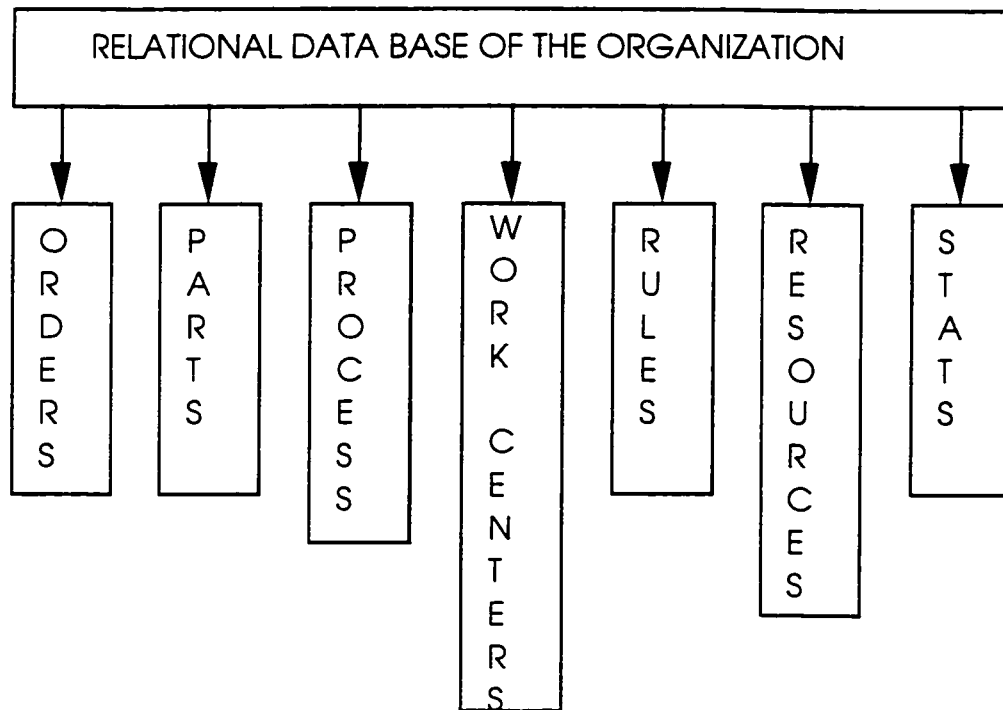 RELATIONAL DATA BASE OF THE ORGANIZATION
ORDERS
PARTS
PROCESS
WORK CENTERS
RULES
RESOURCES
STATS